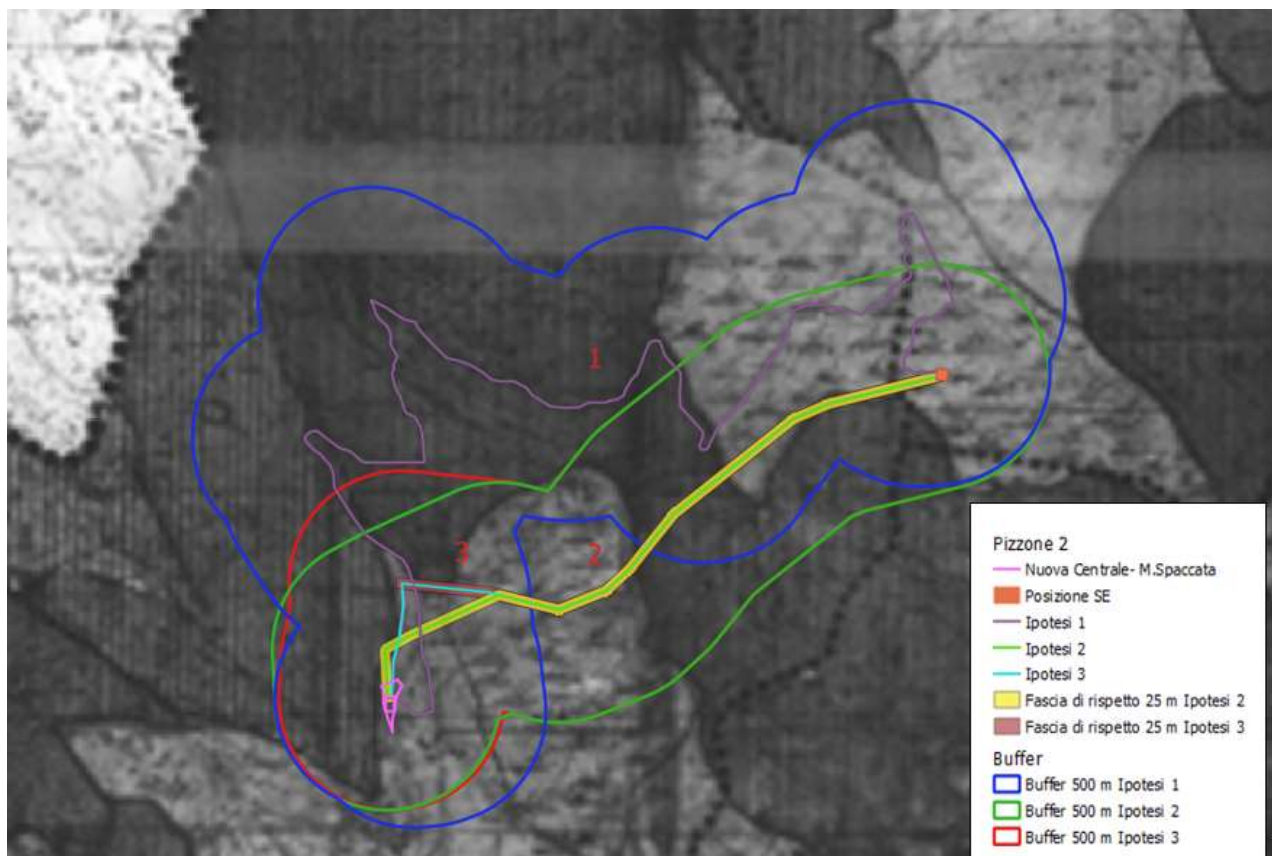 1
3
2
Pizzone 2
Nuova Centrale- M.Spaccata
Posizione SE
Ipotesi 1
Ipotesi 2
Ipotesi 3
Fascia di rispetto 25 m Ipotesi 2
Fascia di rispetto 25 m Ipotesi 3
Buffer
Buffer 500 m Ipotesi 1
Buffer 500 m Ipotesi 2
Buffer 500 m Ipotesi 3